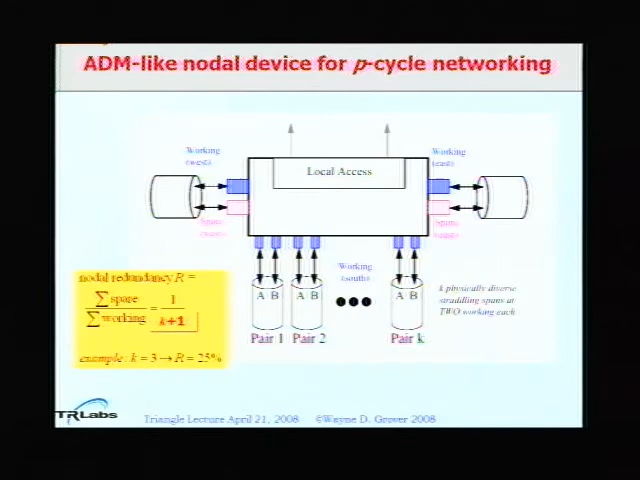 ADM-like nodal device for p-cycle networking
Working
(west)
Working
(east)
Local Access
Spare
(west)
Spare
(east)
Working
(south)
A B
A B
A B
Pair 1
Pair 2
Pair k
k physically diverse
straddling spans at
TWO working each
nodal redundancy R =
∑ spare
∑ working
=
1
k+1
example: k = 3 → R = 25%
TRLabs
Triangle Lecture April 21, 2008 ©Wayne D. Grover 2008